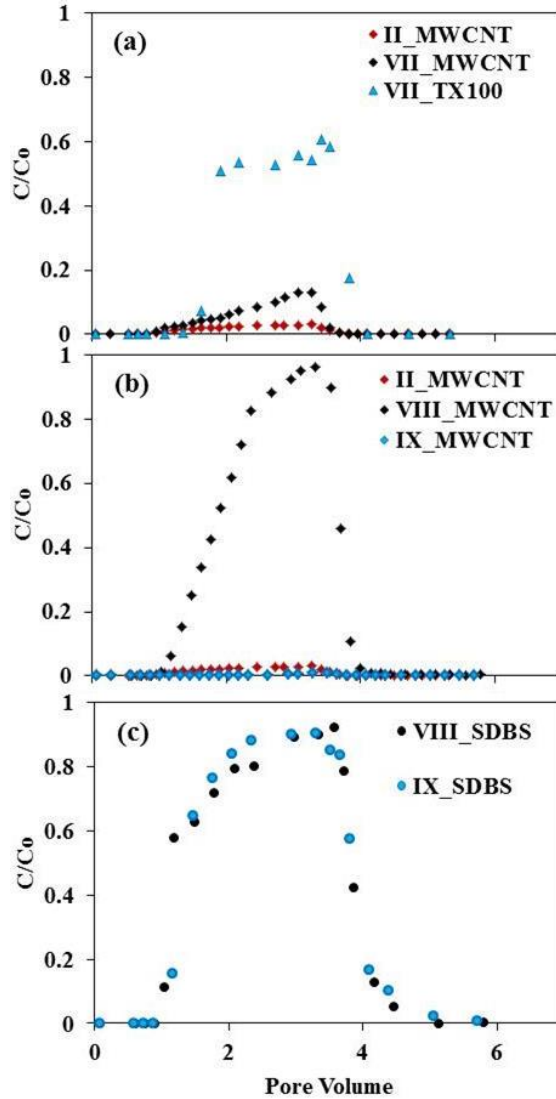 (a)
II_MWCNT
VII_MWCNT
VII_TX100
1
0.8
0.6
0.4
0.2
0
C/Co
(b)
II_MWCNT
VIII_MWCNT
IX_MWCNT
1
0.8
0.6
0.4
0.2
0
C/Co
(c)
VIII_SDBS
IX_SDBS
1
0.8
0.6
0.4
0.2
0
C/Co
0 2 4 6
Pore Volume